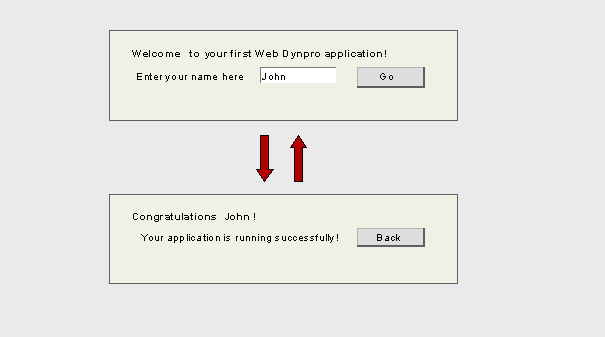 Welcome to your first Web Dynpro application!
Enter your name here John Go
Congratulations John !
Your application is running successfully! Back